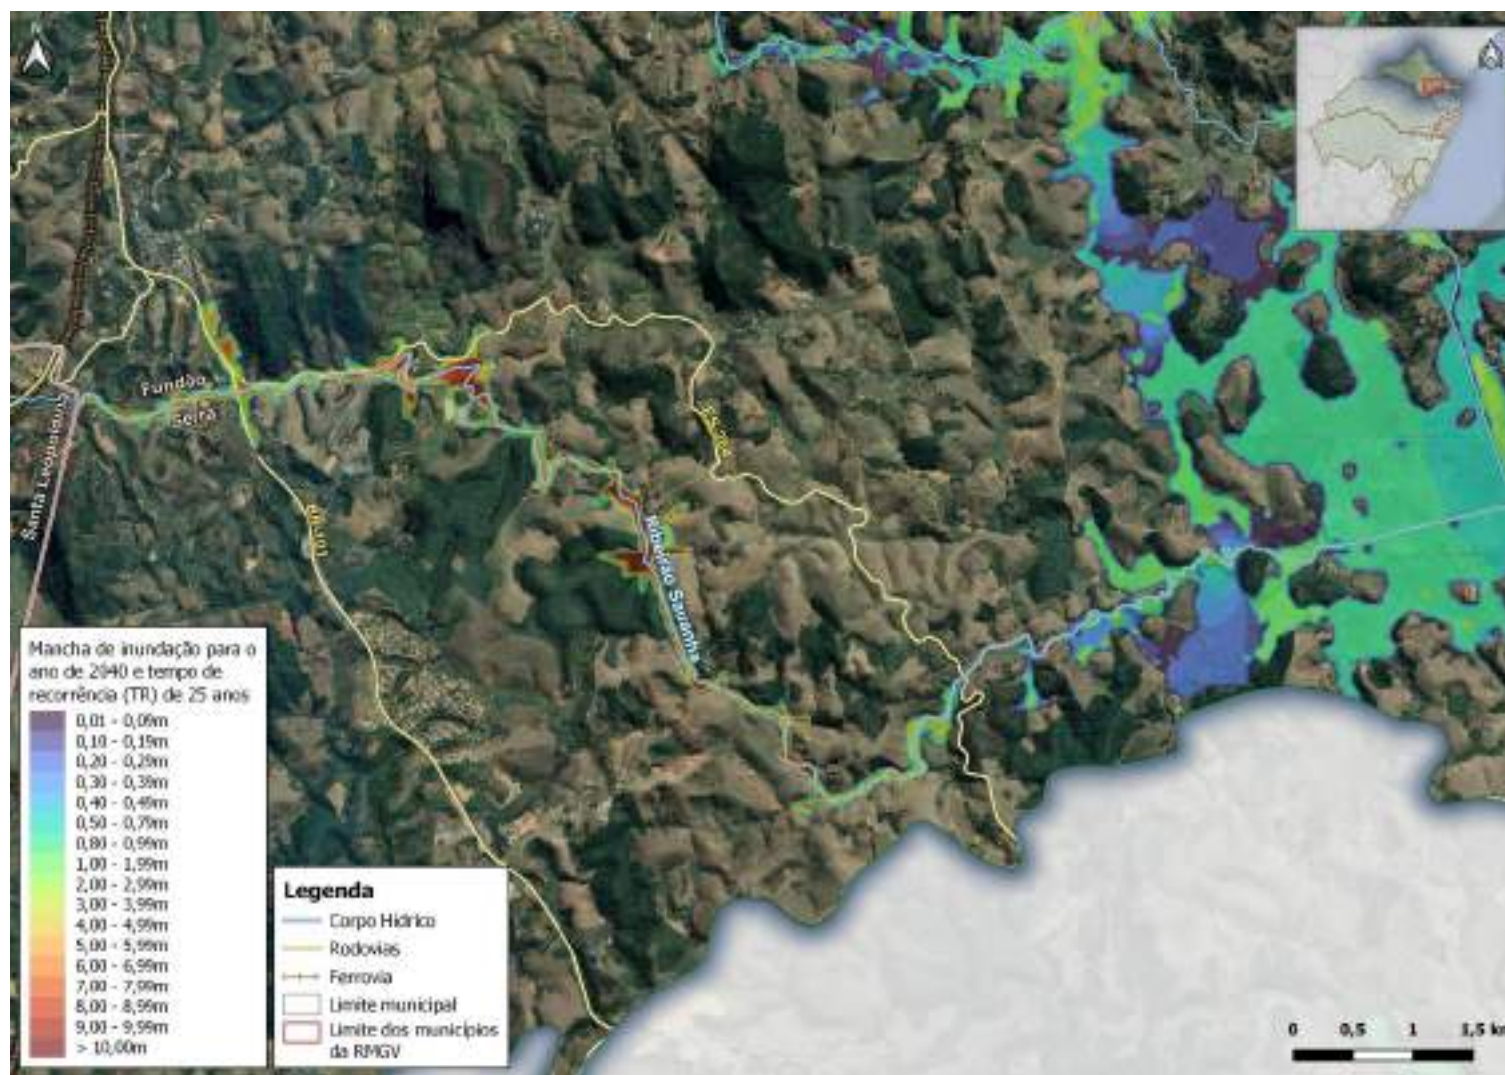 N
Fundão
Serra
Santa Leopoldina
BR 101
Ribeirão Sauanha
Mancha de inundação para o
ano de 2040 e tempo de
recorrência (TR) de 25 anos
0,01 - 0,09m
0,10 - 0,19m
0,20 - 0,29m
0,30 - 0,39m
0,40 - 0,49m
0,50 - 0,79m
0,80 - 0,99m
1,00 - 1,99m
2,00 - 2,99m
3,00 - 3,99m
4,00 - 4,99m
5,00 - 5,99m
6,00 - 6,99m
7,00 - 7,99m
8,00 - 8,99m
9,00 - 9,99m
> 10,00m
Legenda
Corpo Hídrico
Rodovias
Ferrovia
Limite municipal
Limite dos municípios
da RMGV
0 0,5 1 1,5 km